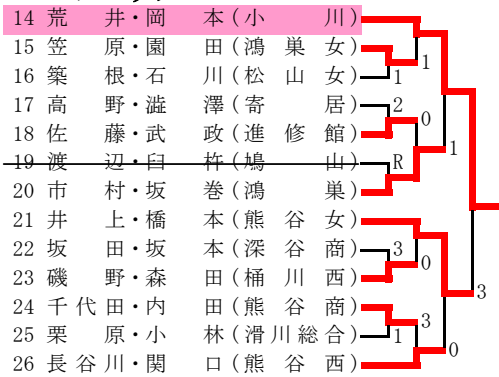 14 荒井・岡本(小川)
15 笠原・園田(鴻巣女) 1
16 築根・石川(松山女) 1
17 高野・澁澤(寄居) 2
18 佐藤・武政(進修館) 0
19 渡辺・臼杵(鳩山) R 1
20 市村・坂巻(鴻巣)
21 井上・橋本(熊谷女)
22 坂田・坂本(深谷商) 3
23 磯野・森田(桶川西) 0
24 千代田・内田(熊谷商) 3
25 栗原・小林(滑川総合) 1 3
26 長谷川・関口(熊谷西) 0